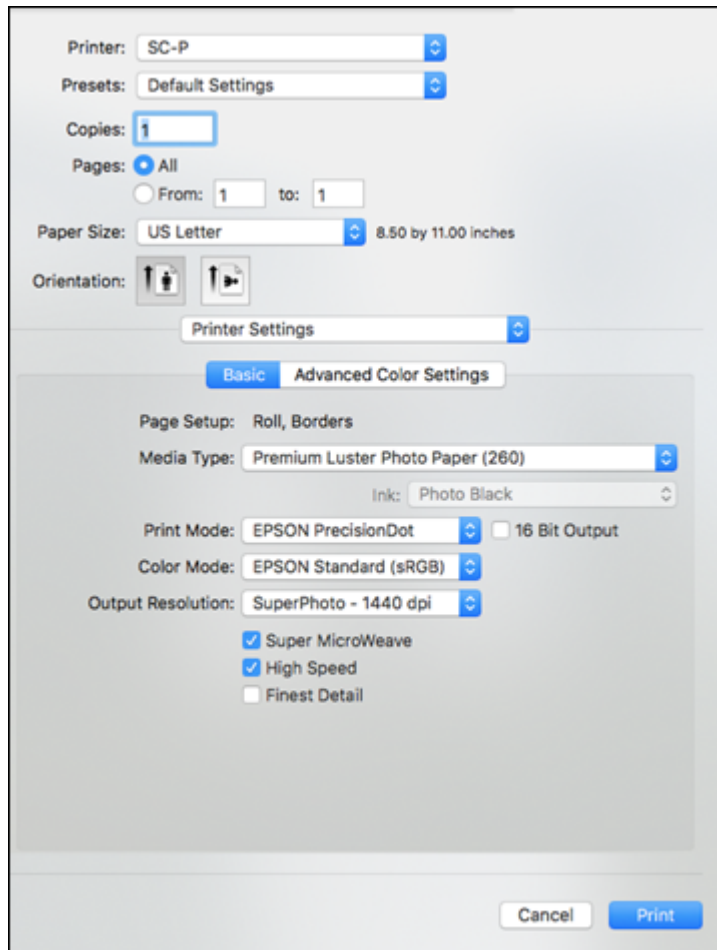 Printer: SC-P
Presets: Default Settings
Copies: 1
Pages: All
From: 1 to: 1
Paper Size: US Letter 8.50 by 11.00 inches
Orientation:
Printer Settings
Basic Advanced Color Settings
Page Setup: Roll, Borders
Media Type: Premium Luster Photo Paper (260)
Ink: Photo Black
Print Mode: EPSON PrecisionDot 16 Bit Output
Color Mode: EPSON Standard (sRGB)
Output Resolution: SuperPhoto - 1440 dpi
Super MicroWeave
High Speed
Finest Detail
Cancel Print